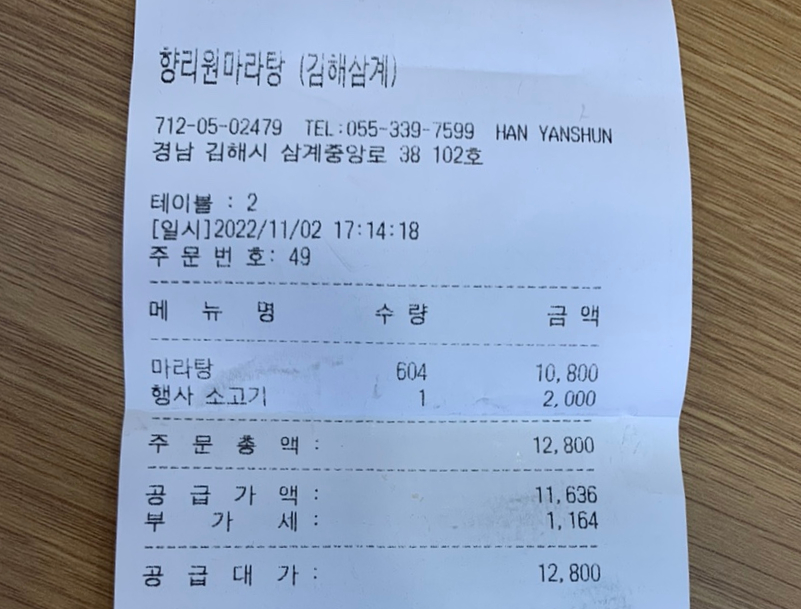 향리원마라탕 (김해삼계)
712-05-02479 TEL:055-339-7599 HAN YANSHUN
경남 김해시 삼계중앙로 38 102호
테이블 : 2
[일시]2022/11/02 17:14:18
주 문 번 호: 49
메 뉴 명 수 량 금 액
마라탕 604 10,800
행사 소고기 1 2,000
주 문 총 액 : 12,800
공 급 가 액 : 11,636
부 가 세 : 1,164
공 급 대 가 : 12,800